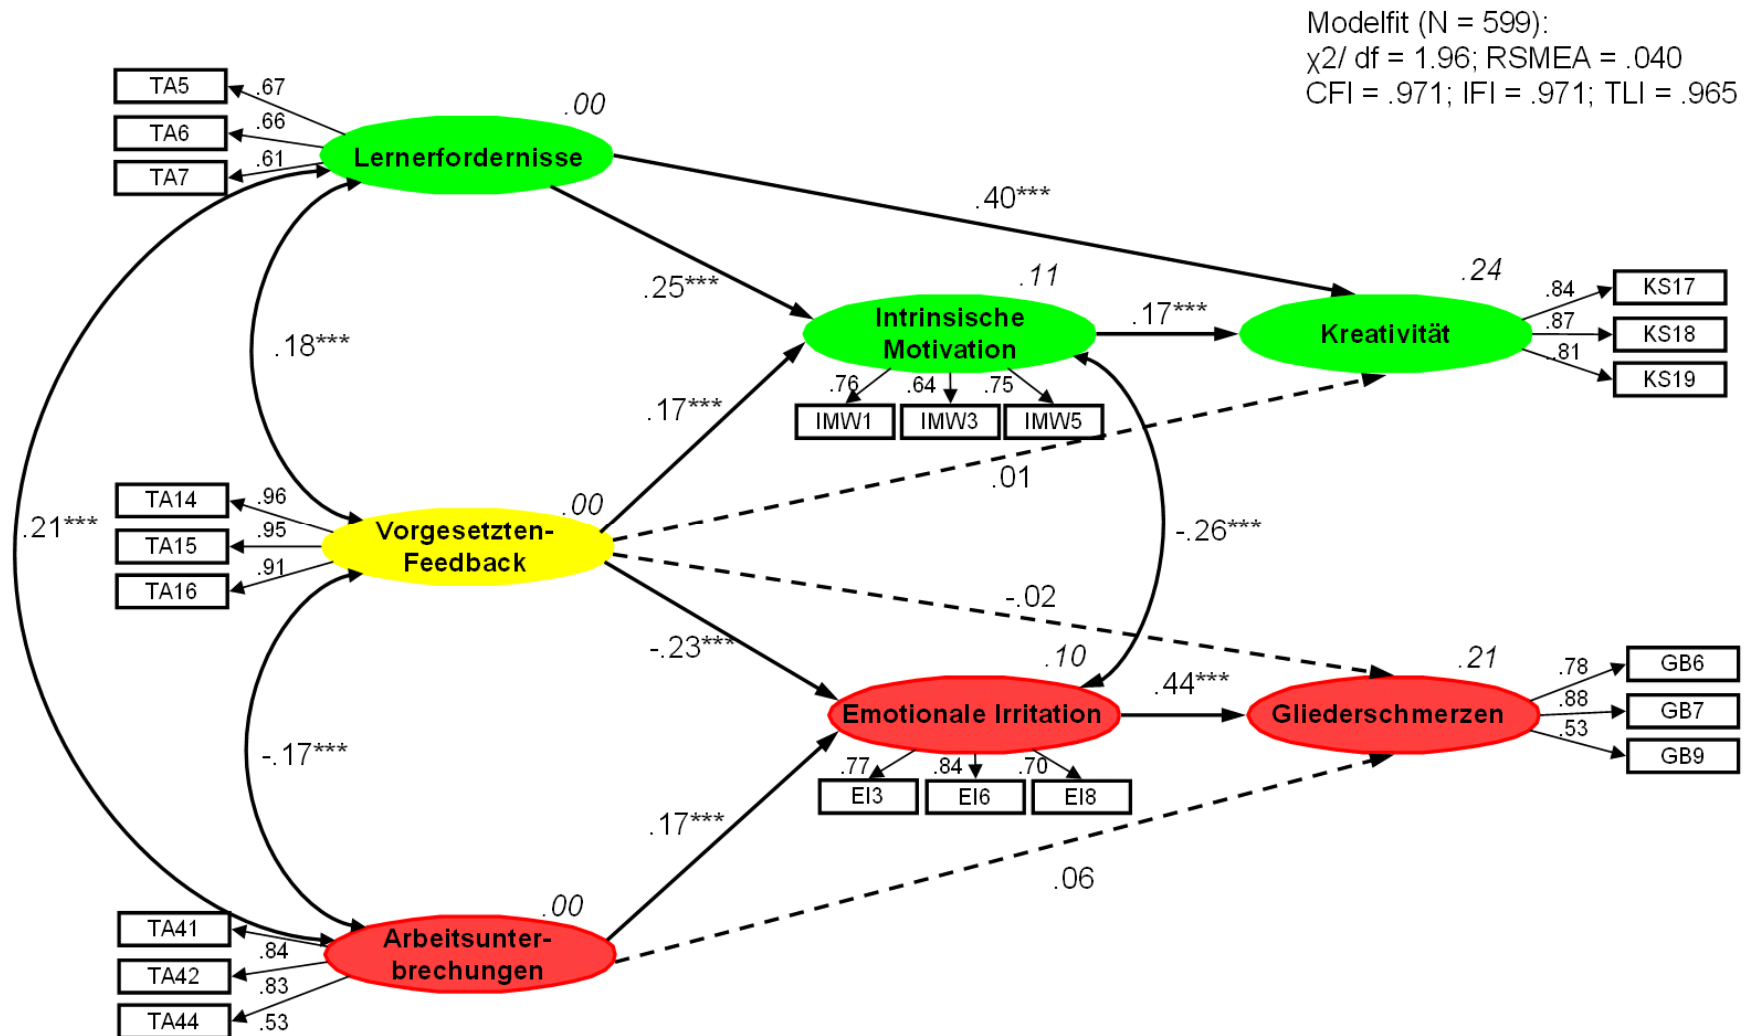 Modelfit (N = 599):
χ2/ df = 1.96; RSMEA = .040
CFI = .971; IFI = .971; TLI = .965
TA5
.67
TA6
.66
TA7
.61
.00
Lernerfordernisse
.40***
.25***
.18***
.11
Intrinsische
Motivation
.17***
.76
.64
.75
IMW1
IMW3
IMW5
.24
Kreativität
.84
KS17
.87
KS18
.81
KS19
.17***
.01
-.26***
.21***
TA14
.96
TA15
.95
TA16
.91
.00
Vorgesetzten-
Feedback
-.02
-.23***
.10
Emotionale Irritation
.44***
.77
.84
.70
EI3
EI6
EI8
.21
Gliederschmerzen
.78
GB6
.88
GB7
.53
GB9
-.17***
.17***
.06
.00
Arbeitsunter-
brechungen
TA41
.84
TA42
.83
TA44
.53